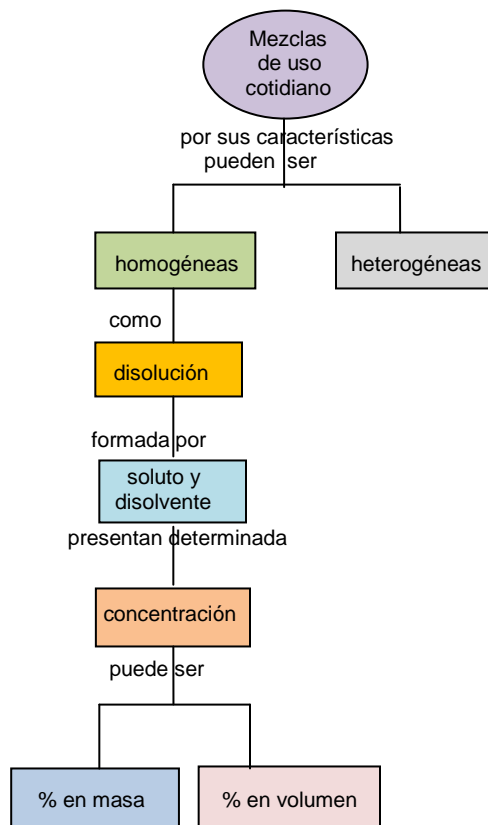 Mezclas
de uso
cotidiano
por sus características
pueden ser
homogéneas
heterogéneas
como
disolución
formada por
soluto y
disolvente
presentan determinada
concentración
puede ser
% en masa
% en volumen